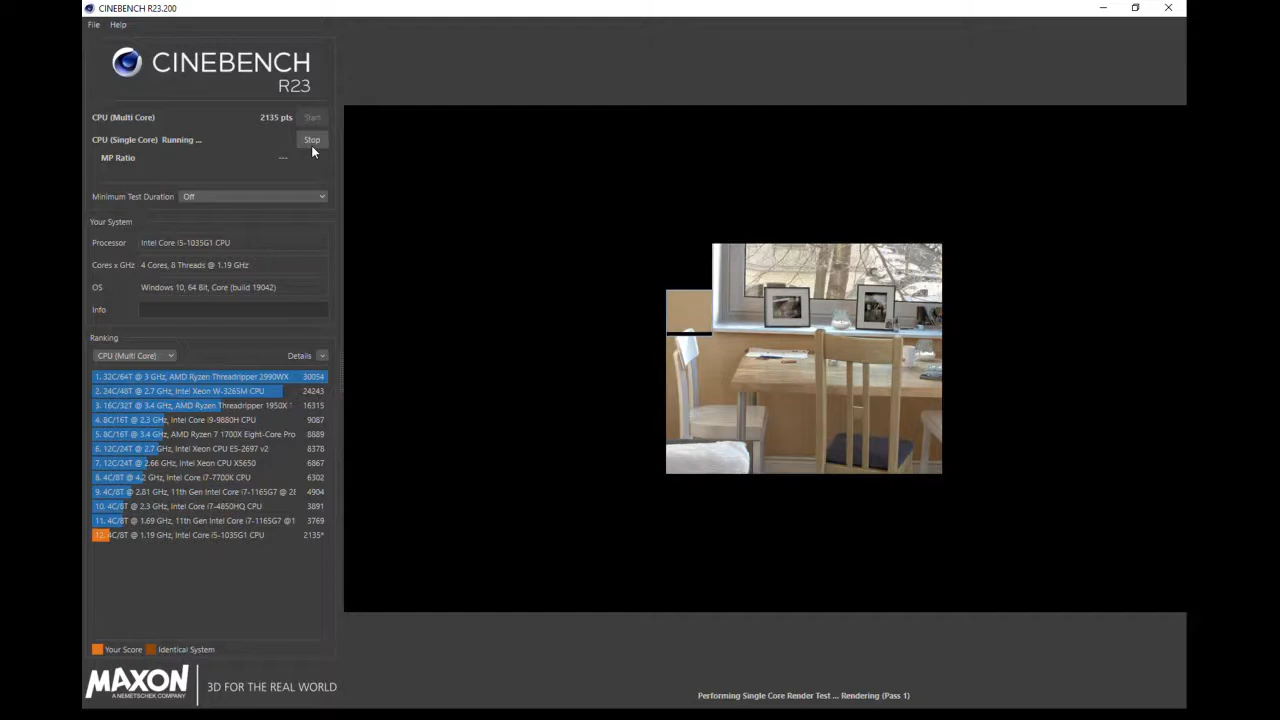 CINEBENCH R23.200
File Help
CINEBENCH
R23
CPU (Multi Core) 2135 pts Start
CPU (Single Core) Running ... Stop
MP Ratio ---
Minimum Test Duration Off
Your System
Processor Intel Core i5-1035G1 CPU
Cores x GHz 4 Cores, 8 Threads @ 1.19 GHz
OS Windows 10, 64 Bit, Core (build 19042)
Info
Ranking
CPU (Multi Core) Details
1. 32C/64T @ 3 GHz, AMD Ryzen Threadripper 2990WX 30054
2. 24C/48T @ 2.7 GHz, Intel Xeon W-3265M CPU 24243
3. 16C/32T @ 3.4 GHz, AMD Ryzen Threadripper 1950X 16315
4. 8C/16T @ 2.3 GHz, Intel Core i9-9880H CPU 9087
5. 8C/16T @ 3.4 GHz, AMD Ryzen 7 1700X Eight-Core Pro 8889
6. 12C/24T @ 2.7 GHz, Intel Xeon CPU E5-2697 v2 8378
7. 12C/24T @ 2.66 GHz, Intel Xeon CPU X5650 6867
8. 4C/8T @ 4.2 GHz, Intel Core i7-7700K CPU 6302
9. 4C/8T @ 2.81 GHz, 11th Gen Intel Core i7-1165G7 @ 28 4904
10. 4C/8T @ 2.3 GHz, Intel Core i7-4850HQ CPU 3891
11. 4C/8T @ 1.69 GHz, 11th Gen Intel Core i7-1165G7 @1 3769
12. 4C/8T @ 1.19 GHz, Intel Core i5-1035G1 CPU 2135*
Your Score Identical System
MAXON
A NEMETSCHEK COMPANY
3D FOR THE REAL WORLD
Performing Single Core Render Test ... Rendering (Pass 1)